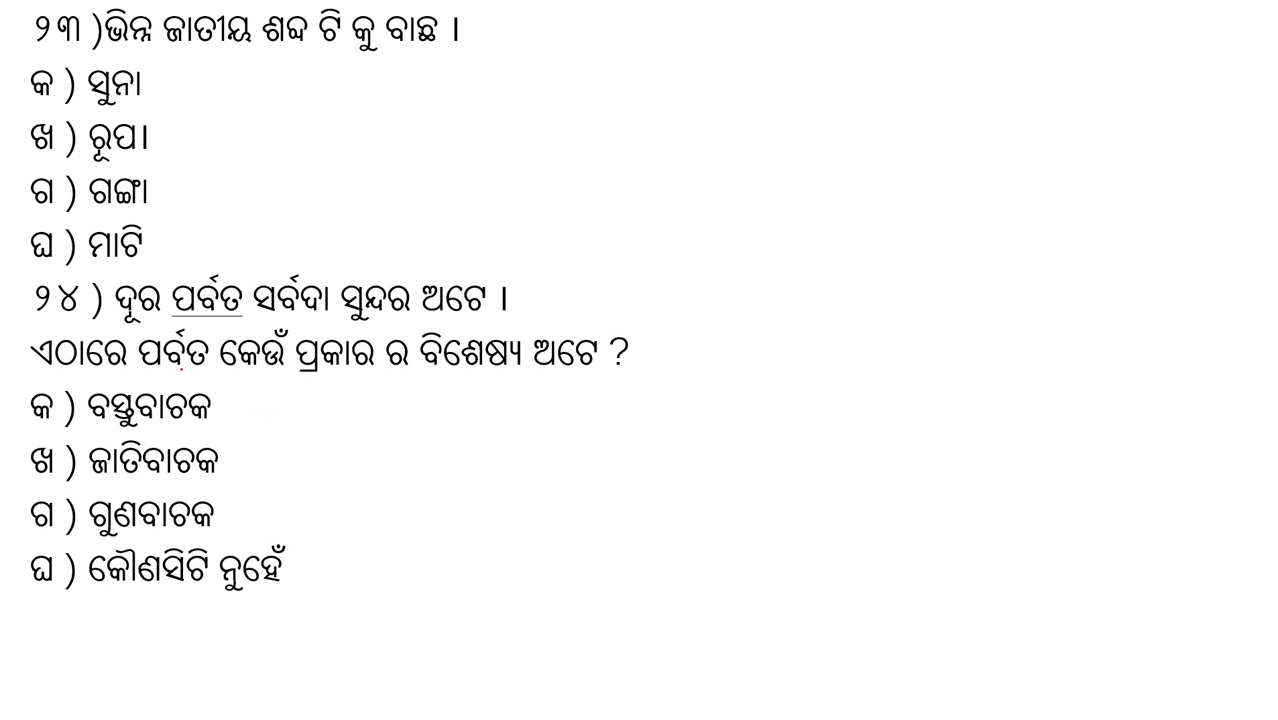 ୨୩ )ଭିନ୍ନ ଜାତୀୟ ଶବ୍ଦ ଟି କୁ ବାଛ ।
କ ) ସୁନା
ଖ ) ରୂପା
ଗ ) ଗଙ୍ଗା
ଘ ) ମାଟି
୨୪ ) ଦୂର ପର୍ବତ ସର୍ବଦା ସୁନ୍ଦର ଅଟେ ।
ଏଠାରେ ପର୍ବତ କେଉଁ ପ୍ରକାର ର ବିଶେଷ୍ୟ ଅଟେ ?
କ ) ବସ୍ତୁବାଚକ
ଖ ) ଜାତିବାଚକ
ଗ ) ଗୁଣବାଚକ
ଘ ) କୌଣସିଟି ନୁହେଁ